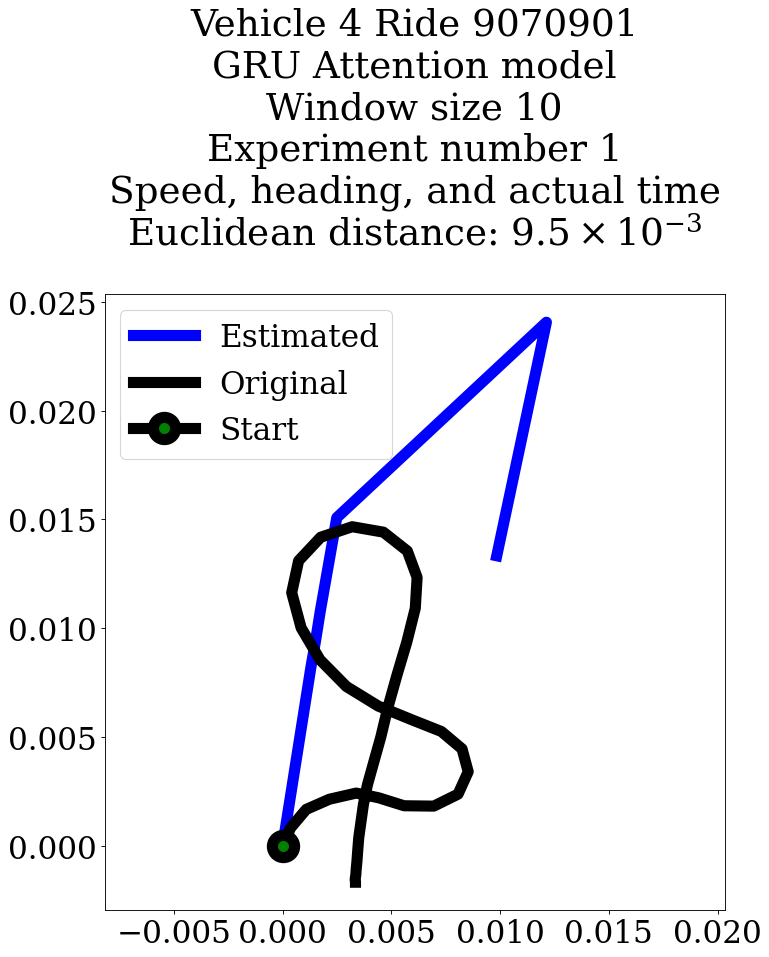 Vehicle 4 Ride 9070901
GRU Attention model
Window size 10
Experiment number 1
Speed, heading, and actual time
Euclidean distance: 9.5 × 10⁻³
0.025
Estimated
Original
Start
0.020
0.015
0.010
0.005
0.000
−0.005 0.000 0.005 0.010 0.015 0.020